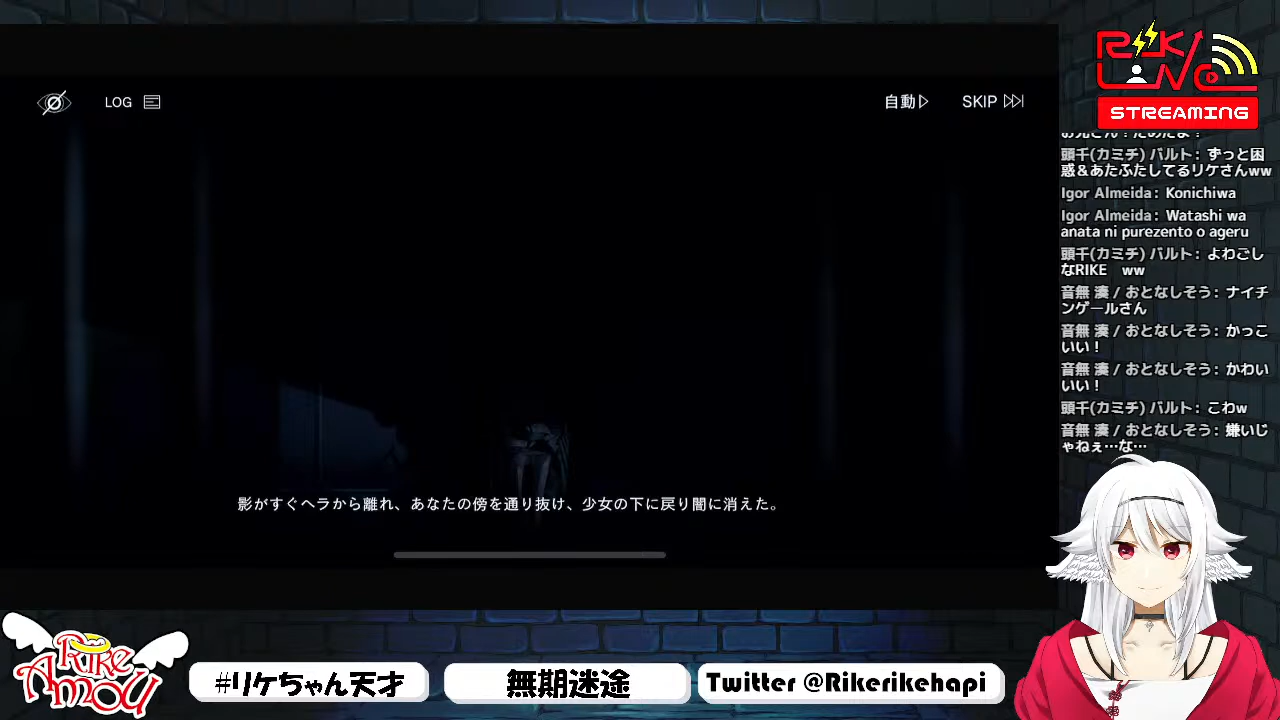 LOG
自動
SKIP
RIKE
LIVE
STREAMING
頭千(カミチ) バルト: ずっと困
惑＆あたふたしてるリケさんww
Igor Almeida: Konichiwa
Igor Almeida: Watashi wa
anata ni purezento o ageru
頭千(カミチ) バルト: よわごし
なRIKE ww
音無 湊 / おとなしそう: ナイチ
ンゲールさん
音無 湊 / おとなしそう: かっこ
いい！
音無 湊 / おとなしそう: かわい
いい！
頭千(カミチ) バルト: こわw
音無 湊 / おとなしそう: 嫌いじ
ゃねぇ…な…
影がすぐヘラから離れ、あなたの傍を通り抜け、少女の下に戻り闇に消えた。
Rike
Amou
#リケちゃん天才
無期迷途
Twitter @Rikerikehapi